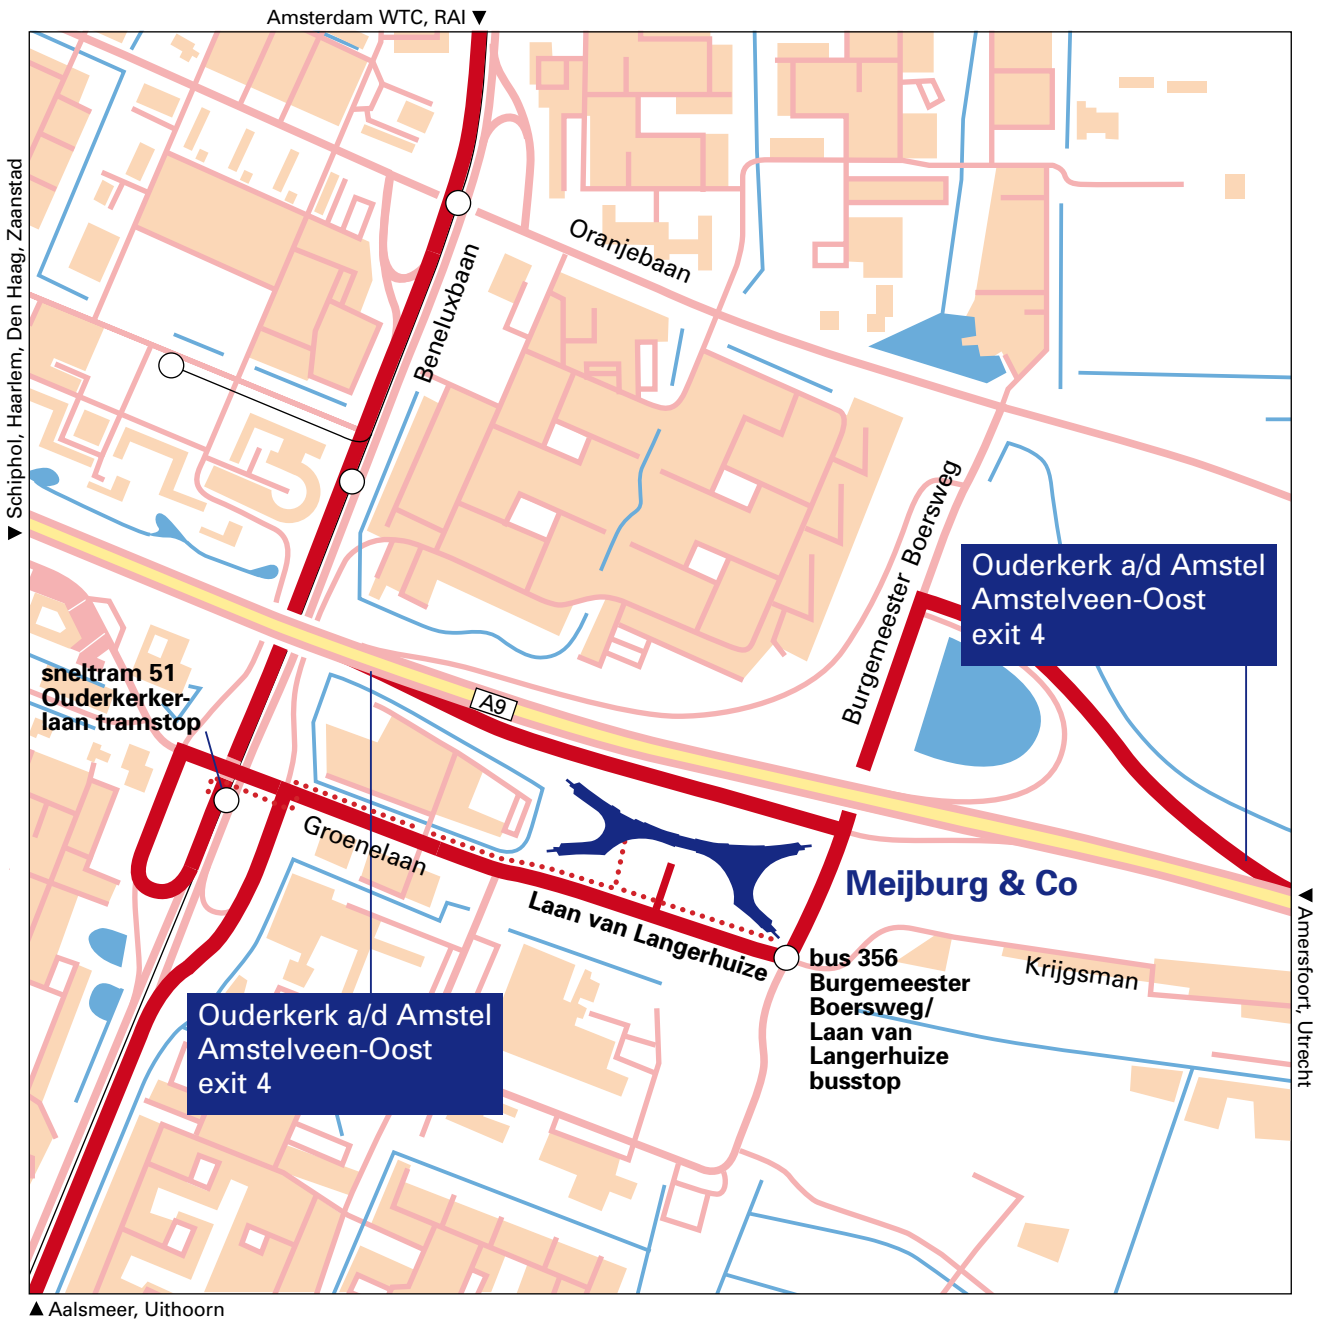 Amsterdam WTC, RAI ▼
▼ Schiphol, Haarlem, Den Haag, Zaanstad
Oranjebaan
Beneluxbaan
Burgemeester Boersweg
Ouderkerk a/d Amstel
Amstelveen-Oost
exit 4
sneltram 51
Ouderkerker-
laan tramstop
A9
Groenelaan
Meijburg & Co
Laan van Langerhuize
bus 356
Burgemeester
Boersweg/
Laan van
Langerhuize
busstop
Krijgsman
▼ Amersfoort, Utrecht
Ouderkerk a/d Amstel
Amstelveen-Oost
exit 4
▲ Aalsmeer, Uithoorn